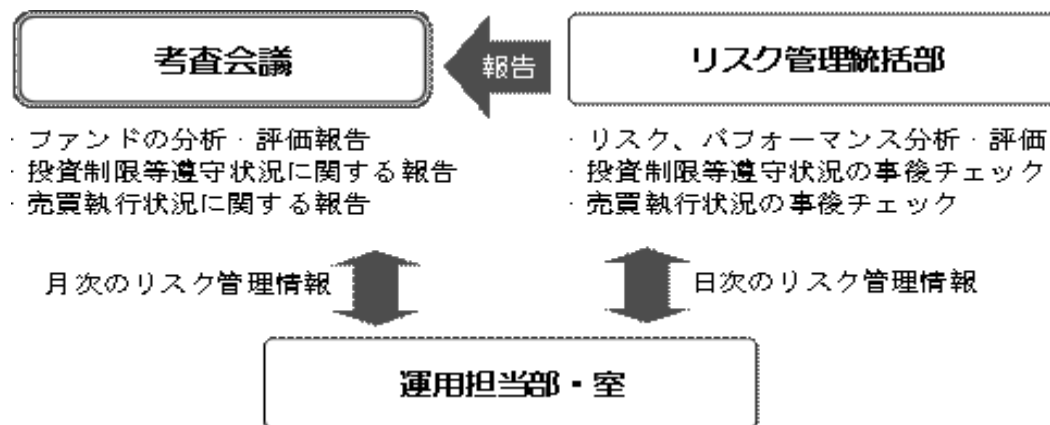 考査会議
報告
リスク管理統括部
・ファンドの分析・評価報告
・投資制限等遵守状況に関する報告
・売買執行状況に関する報告
・リスク、パフォーマンス分析・評価
・投資制限等遵守状況の事後チェック
・売買執行状況の事後チェック
月次のリスク管理情報
日次のリスク管理情報
運用担当部・室